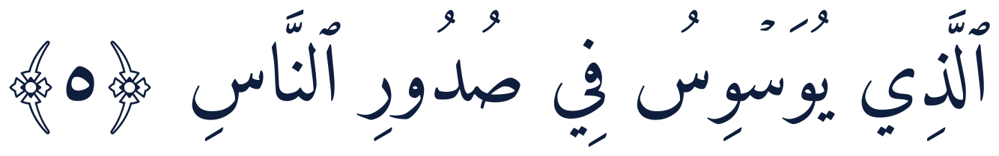 ٱلَّذِي يُوَسْوِسُ فِي صُدُورِ ٱلنَّاسِ ﴿٥﴾